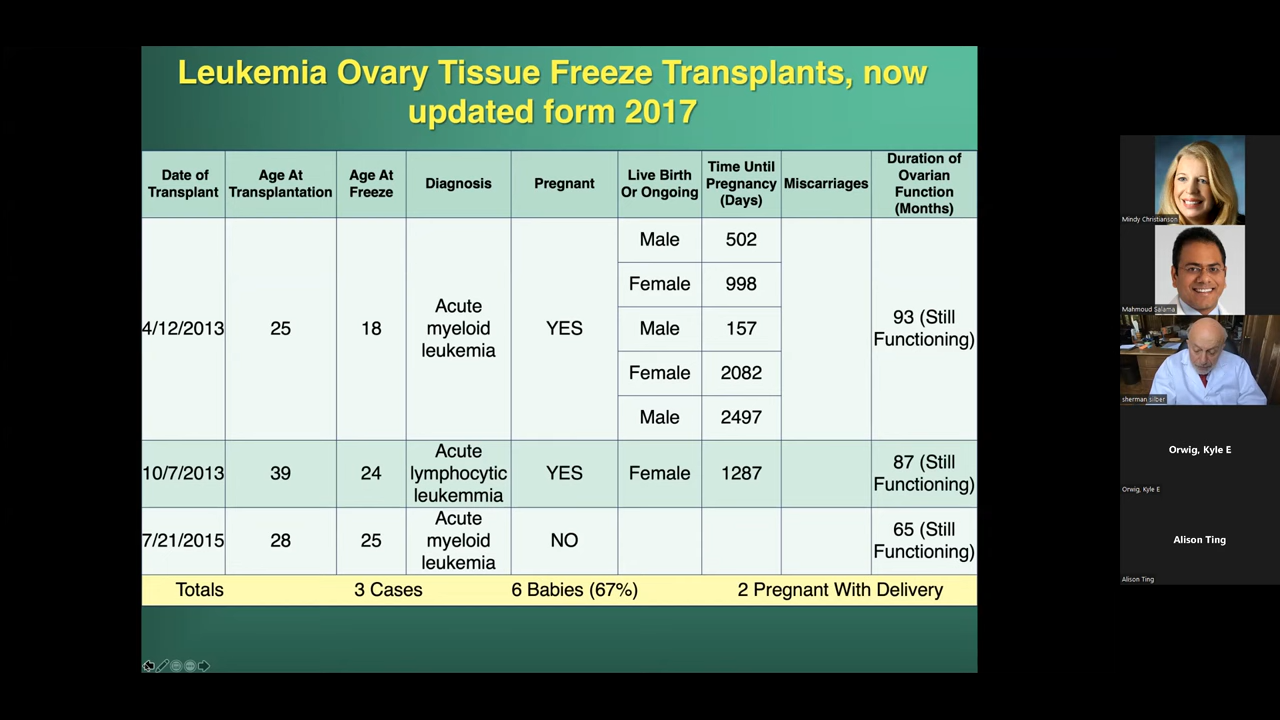 Leukemia Ovary Tissue Freeze Transplants, now
updated form 2017
Date of
Transplant
Age At
Transplantation
Age At
Freeze
Diagnosis
Pregnant
Live Birth
Or Ongoing
Time Until
Pregnancy
(Days)
Miscarriages
Duration of
Ovarian
Function
(Months)
4/12/2013
25
18
Acute
myeloid
leukemia
YES
Male
502
Female
998
Male
157
Female
2082
Male
2497
93 (Still
Functioning)
10/7/2013
39
24
Acute
lymphocytic
leukemmia
YES
Female
1287
87 (Still
Functioning)
7/21/2015
28
25
Acute
myeloid
leukemia
NO
65 (Still
Functioning)
Totals
3 Cases
6 Babies (67%)
2 Pregnant With Delivery
Mindy Christianson
Mahmoud Salama
sherman silber
Orwig, Kyle E
Orwig, Kyle E
Alison Ting
Alison Ting